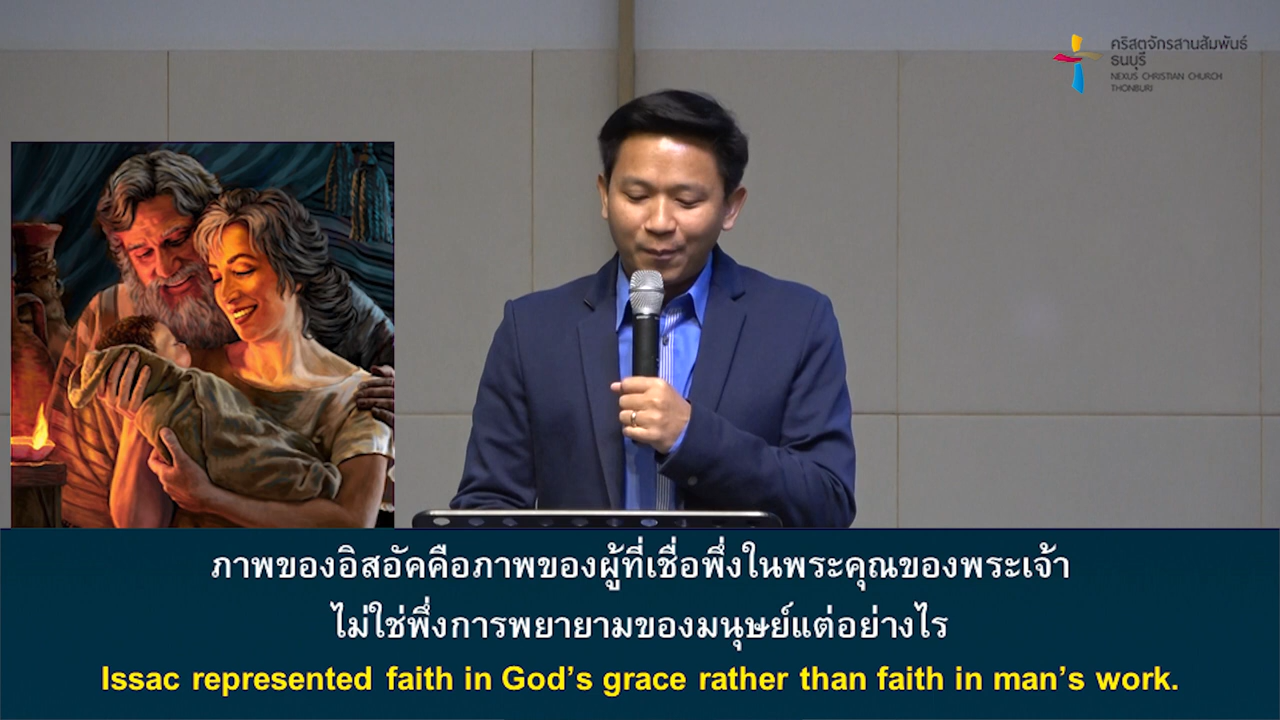 คริสตจักรสานสัมพันธ์
ธนบุรี
NEXUS CHRISTIAN CHURCH
THONBURI
ภาพของอิสอัคคือภาพของผู้ที่เชื่อพึ่งในพระคุณของพระเจ้า
ไม่ใช่พึ่งการพยายามของมนุษย์แต่อย่างไร
Issac represented faith in God’s grace rather than faith in man’s work.